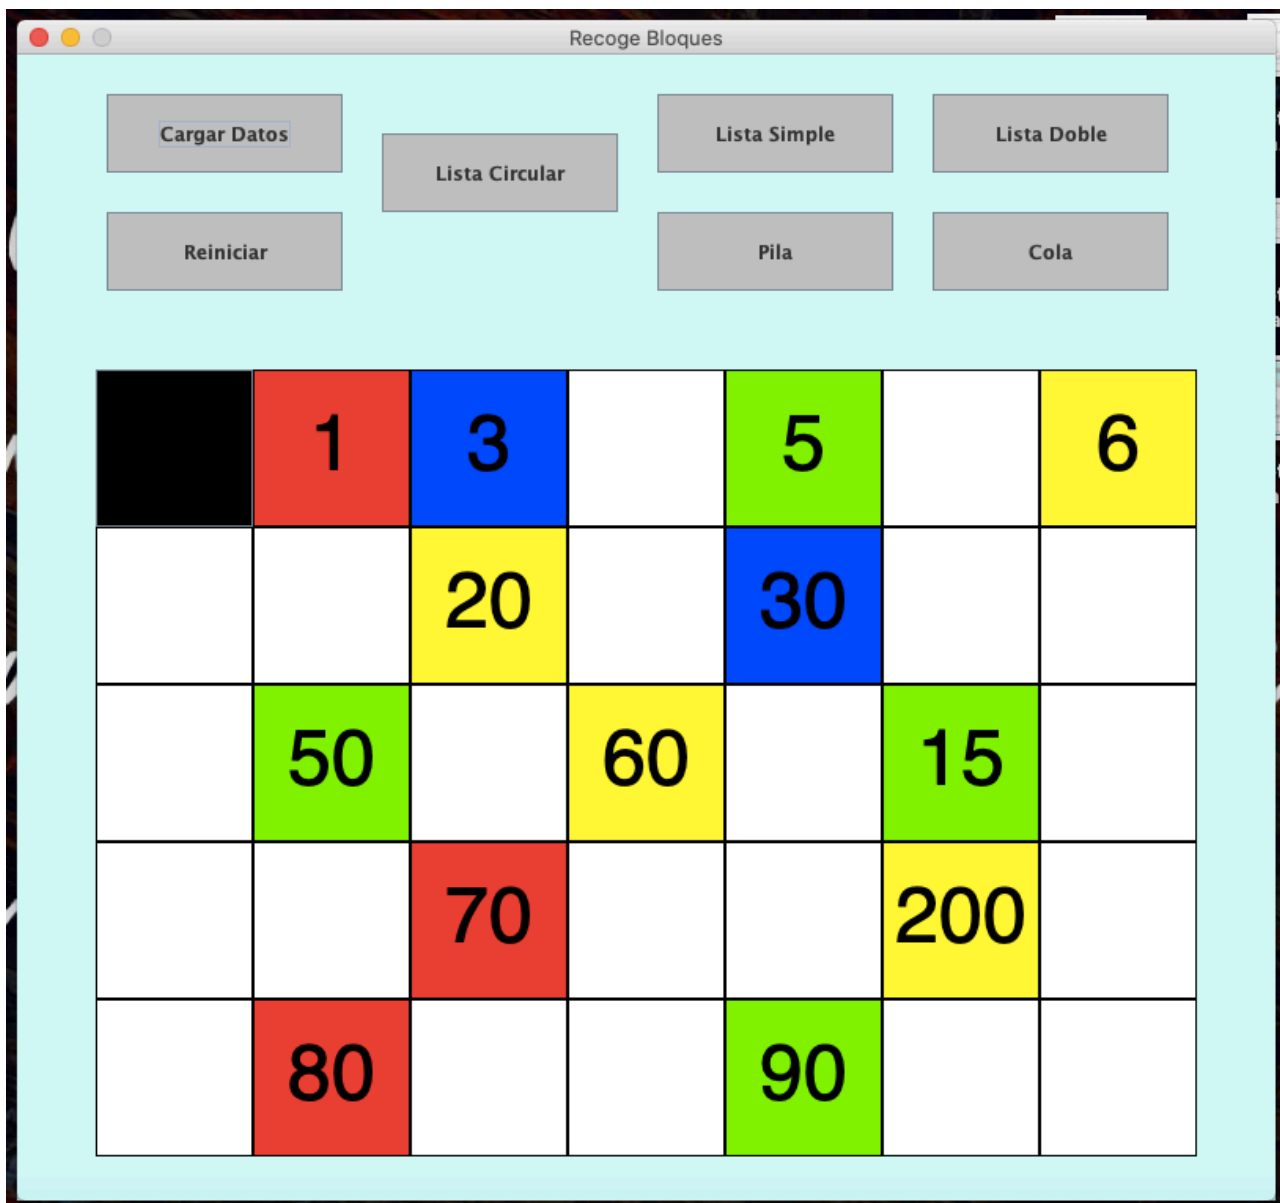 Recoge Bloques
Cargar Datos
Lista Circular
Lista Simple
Lista Doble
Reiniciar
Pila
Cola
1 3 5 6
20 30
50 60 15
70 200
80 90